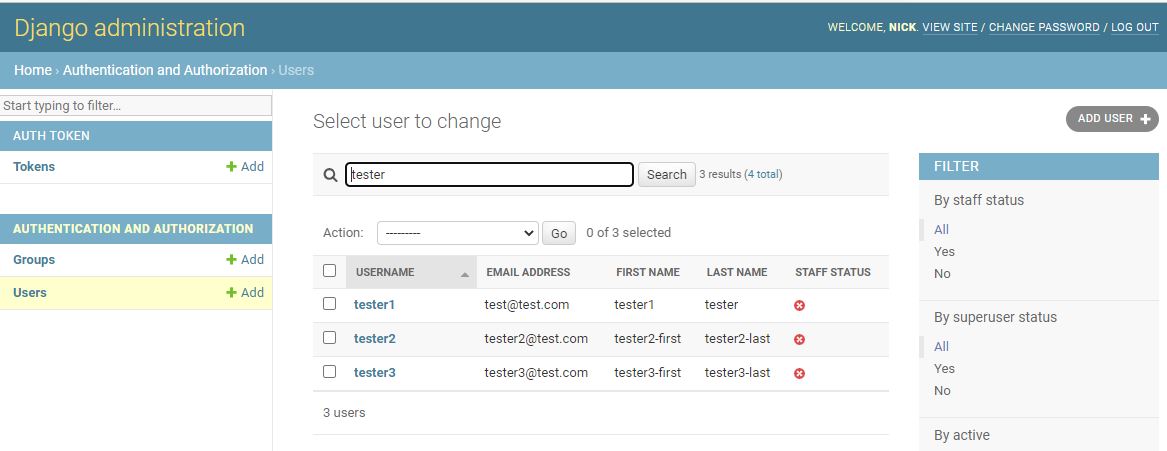 Django administration
WELCOME, NICK. VIEW SITE / CHANGE PASSWORD / LOG OUT
Home › Authentication and Authorization › Users
Start typing to filter...
AUTH TOKEN
Tokens + Add
AUTHENTICATION AND AUTHORIZATION
Groups + Add
Users + Add
Select user to change
ADD USER +
tester Search 3 results (4 total)
Action: --------- Go 0 of 3 selected
USERNAME EMAIL ADDRESS FIRST NAME LAST NAME STAFF STATUS
tester1 test@test.com tester1 tester
tester2 tester2@test.com tester2-first tester2-last
tester3 tester3@test.com tester3-first tester3-last
3 users
FILTER
By staff status
All
Yes
No
By superuser status
All
Yes
No
By active